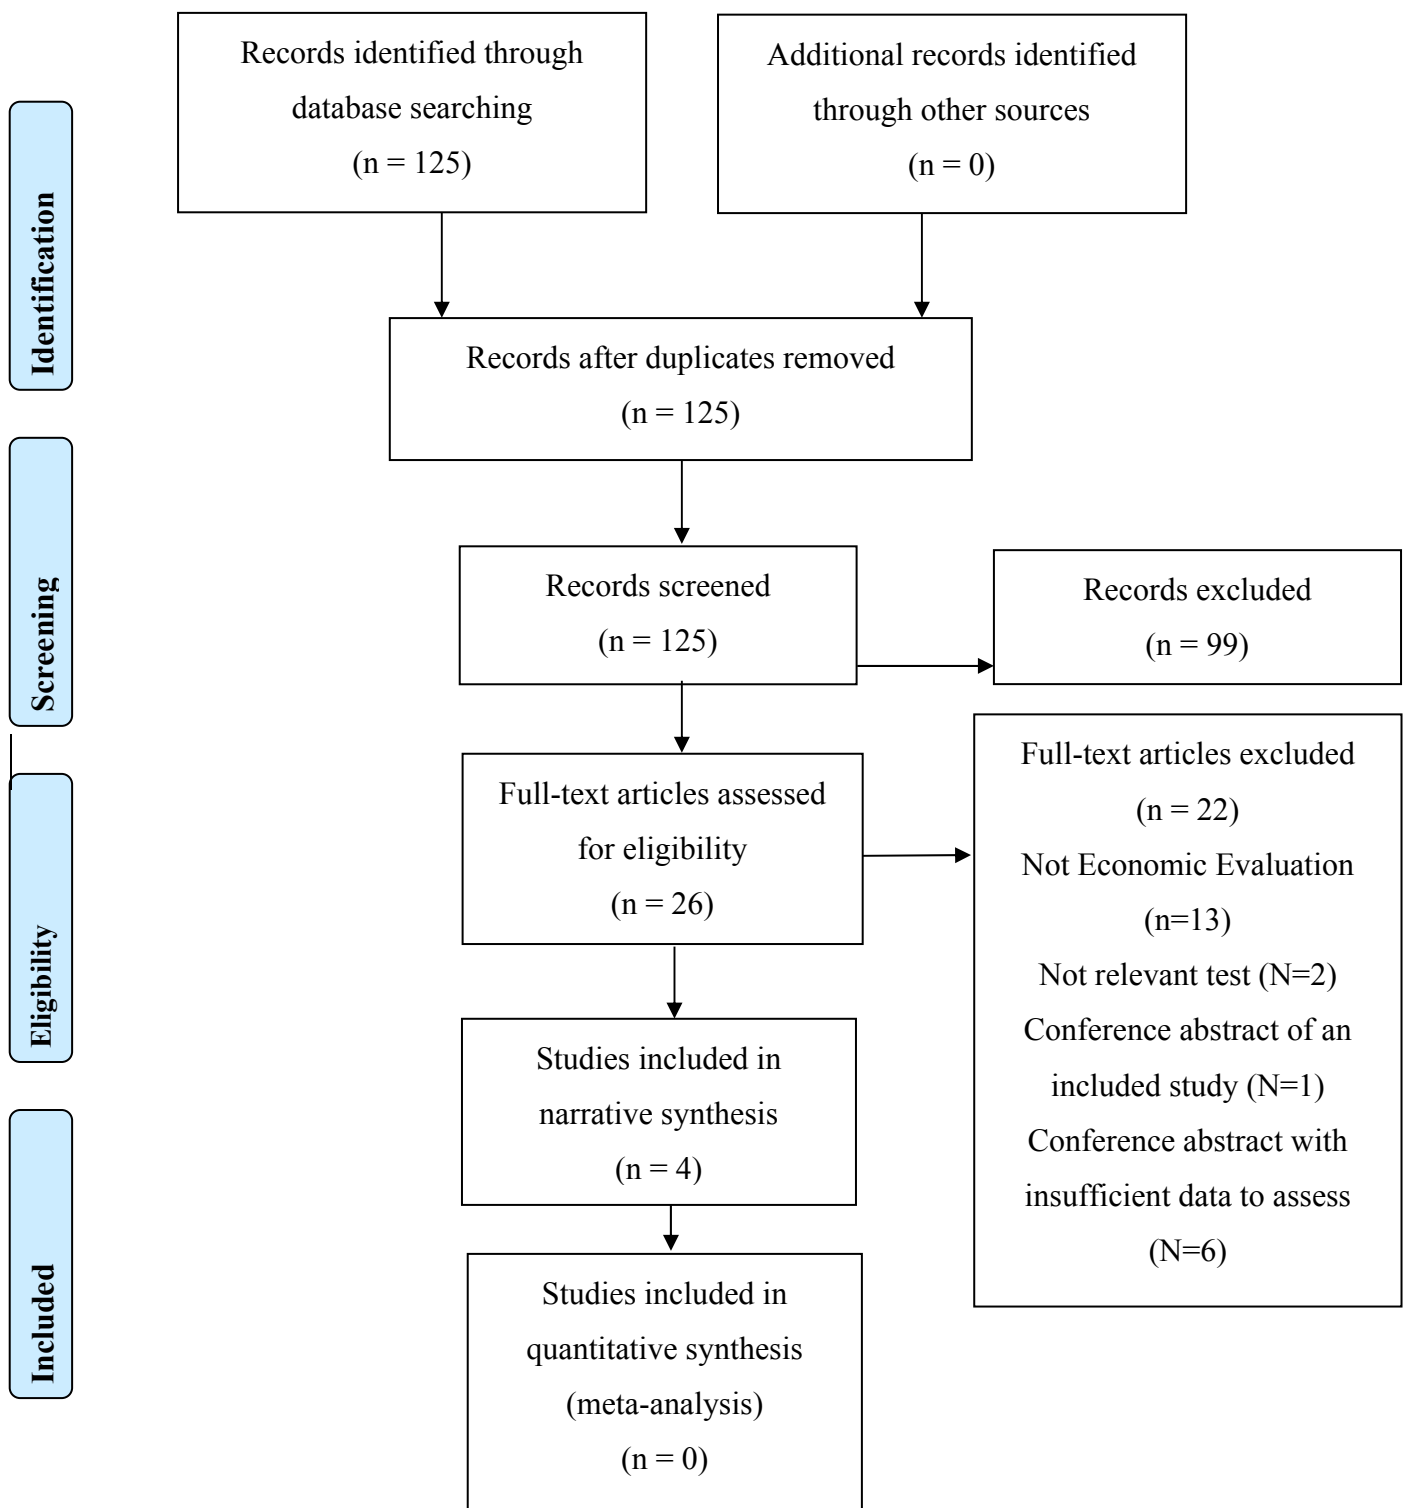 Records identified through
database searching
(n = 125)
Additional records identified
through other sources
(n = 0)
Identification
Records after duplicates removed
(n = 125)
Screening
Records screened
(n = 125)
Records excluded
(n = 99)
Eligibility
Full-text articles assessed
for eligibility
(n = 26)
Full-text articles excluded
(n = 22)
Not Economic Evaluation
(n=13)
Not relevant test (N=2)
Conference abstract of an
included study (N=1)
Conference abstract with
insufficient data to assess
(N=6)
Studies included in
narrative synthesis
(n = 4)
Included
Studies included in
quantitative synthesis
(meta-analysis)
(n = 0)